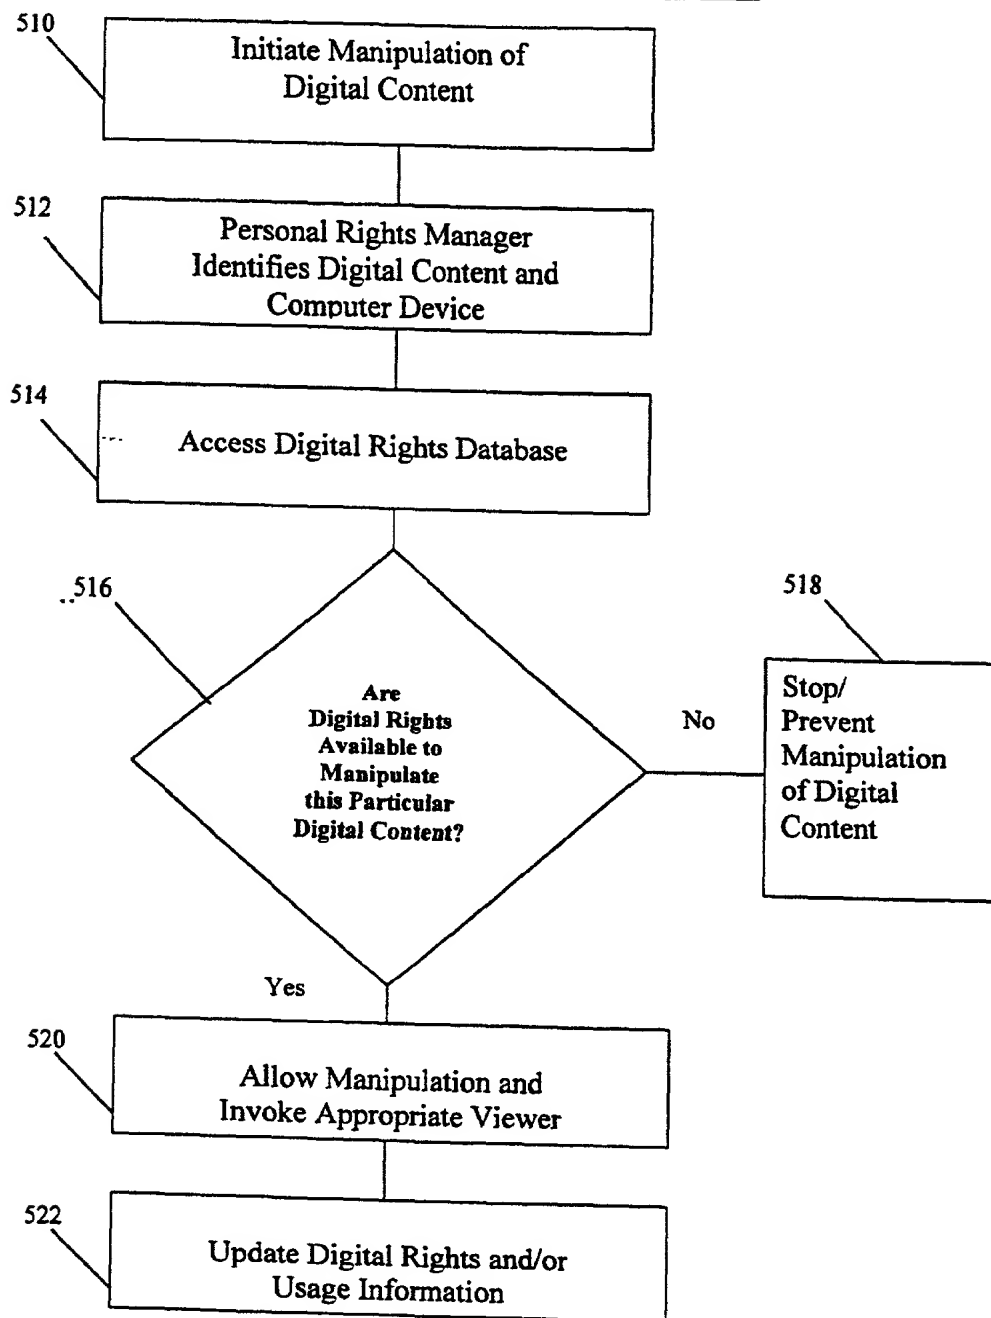 510
Initiate Manipulation of
Digital Content
512
Personal Rights Manager
Identifies Digital Content and
Computer Device
514
Access Digital Rights Database
516
Are
Digital Rights
Available to
Manipulate
this Particular
Digital Content?
No
518
Stop/
Prevent
Manipulation
of Digital
Content
Yes
520
Allow Manipulation and
Invoke Appropriate Viewer
522
Update Digital Rights and/or
Usage Information